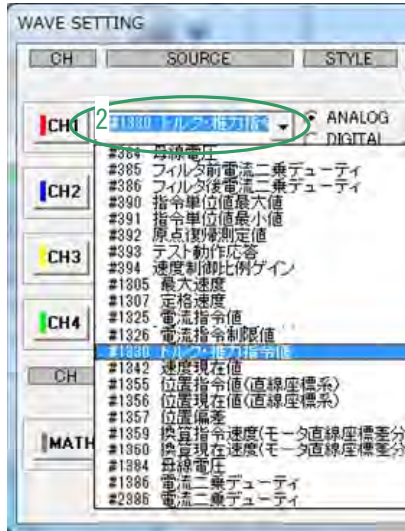 WAVE SETTING
CH SOURCE STYLE
CH1 2 #1330 トルク・推力指令 ANALOG
DIGITAL
#384 母線電圧
#385 フィルタ前電流二乗デューティ
#386 フィルタ後電流二乗デューティ
CH2
#390 指令単位値最大値
#391 指令単位値最小値
#392 原点復帰測定値
#393 テスト動作応答
CH3
#394 速度制御比例ゲイン
#1305 最大速度
#1307 定格速度
#1325 電流指令値
CH4
#1326 電流指令制限値
#1330 トルク・推力指令値
#1342 速度現在値
CH
#1355 位置指令値(直線座標系)
#1356 位置現在値(直線座標系)
#1357 位置偏差
#1359 換算指令速度(モータ直線座標差分
MATH
#1360 換算現在速度(モータ直線座標差分
#1384 母線電圧
#1386 電流二乗デューティ
#2386 電流二乗デューティ